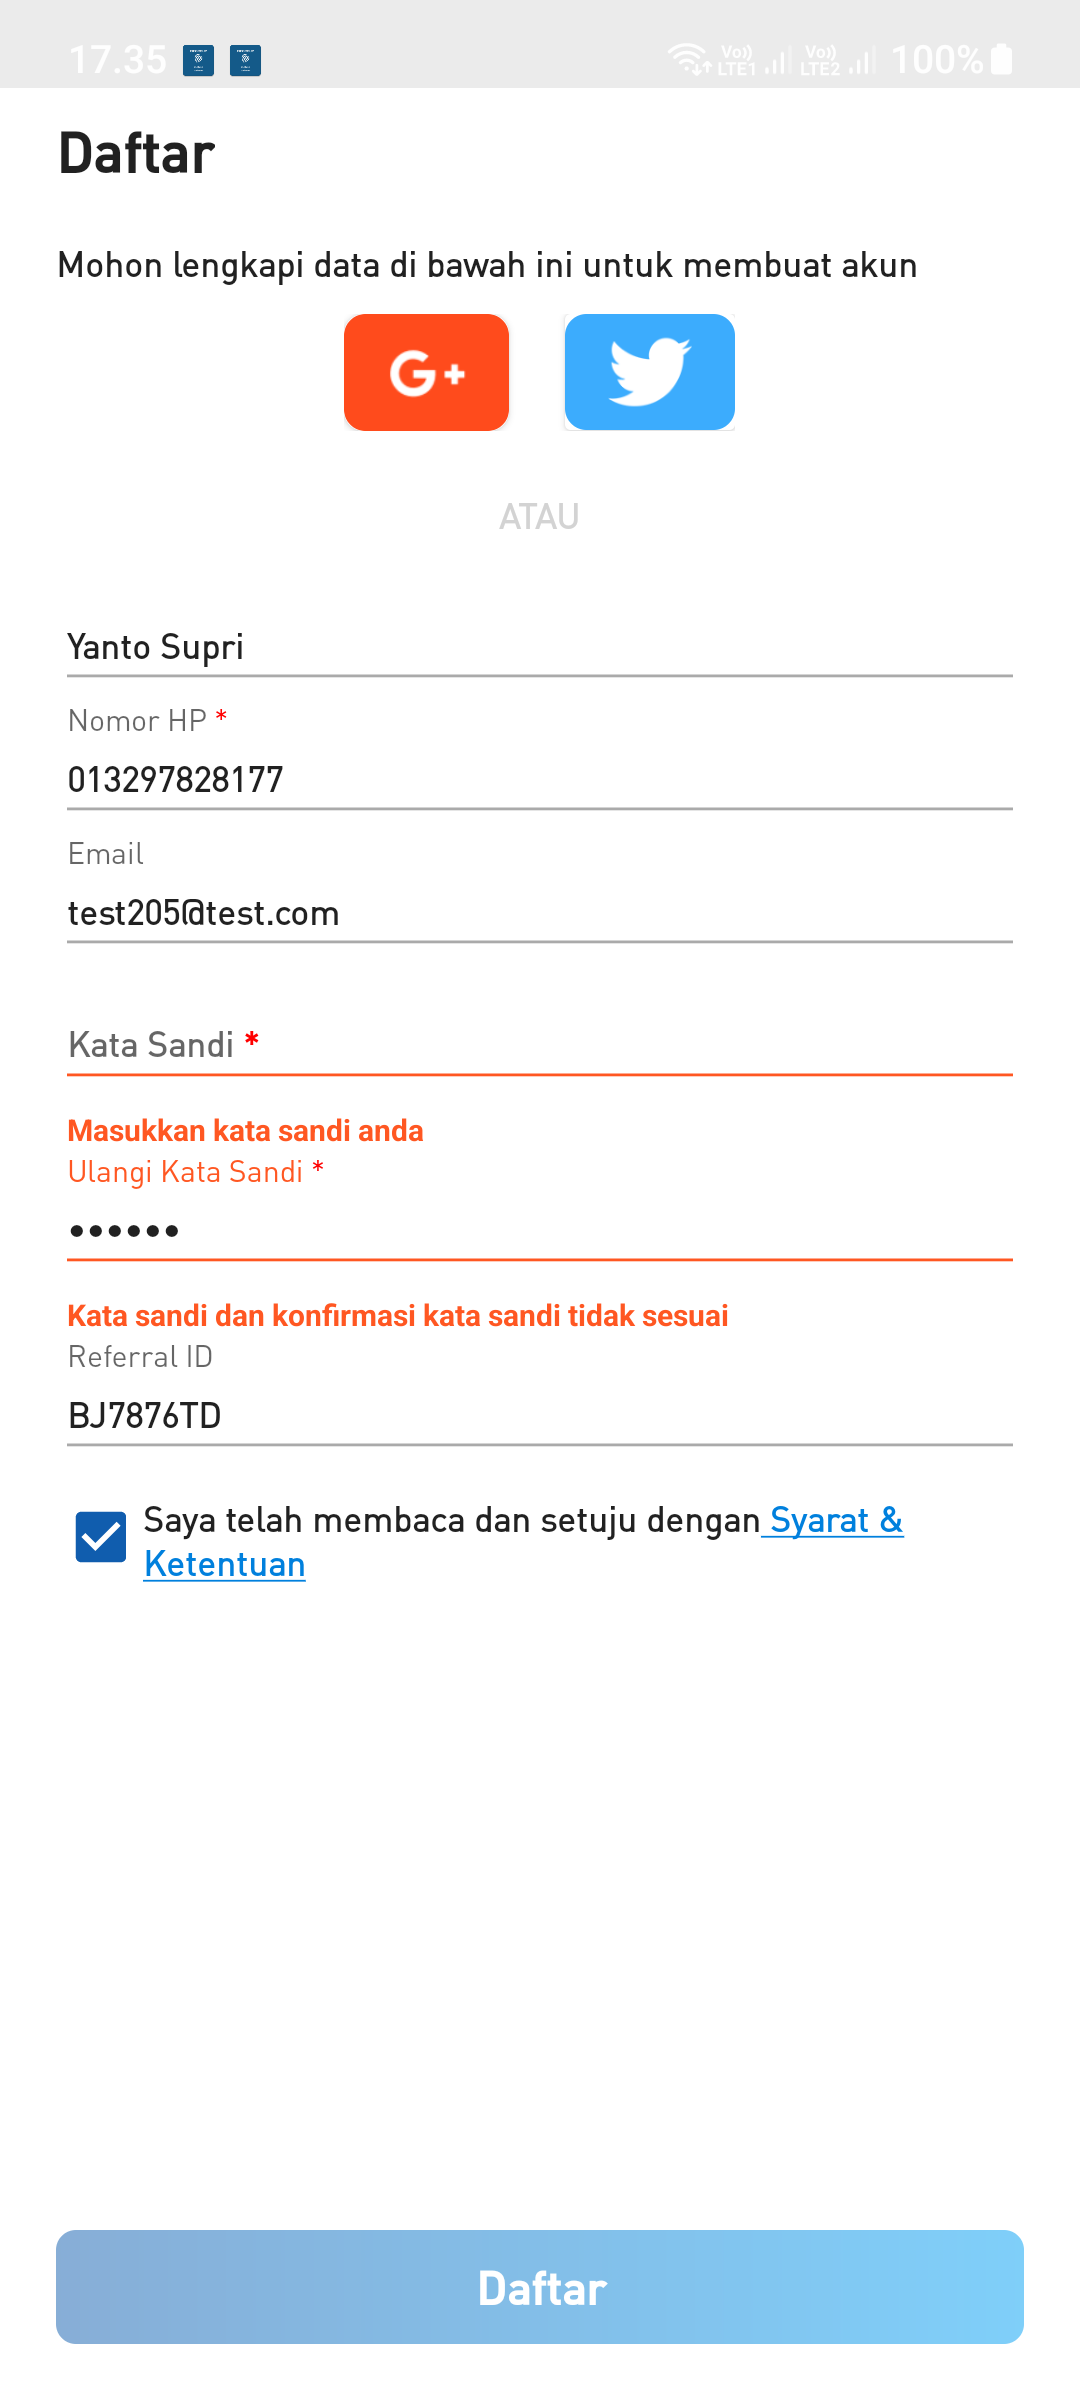 17.35
Vo)) LTE1 Vo)) LTE2 100%
Daftar
Mohon lengkapi data di bawah ini untuk membuat akun
G+
ATAU
Yanto Supri
Nomor HP *
013297828177
Email
test205@test.com
Kata Sandi *
Masukkan kata sandi anda
Ulangi Kata Sandi *
••••••
Kata sandi dan konfirmasi kata sandi tidak sesuai
Referral ID
BJ7876TD
Saya telah membaca dan setuju dengan Syarat &
Ketentuan
Daftar